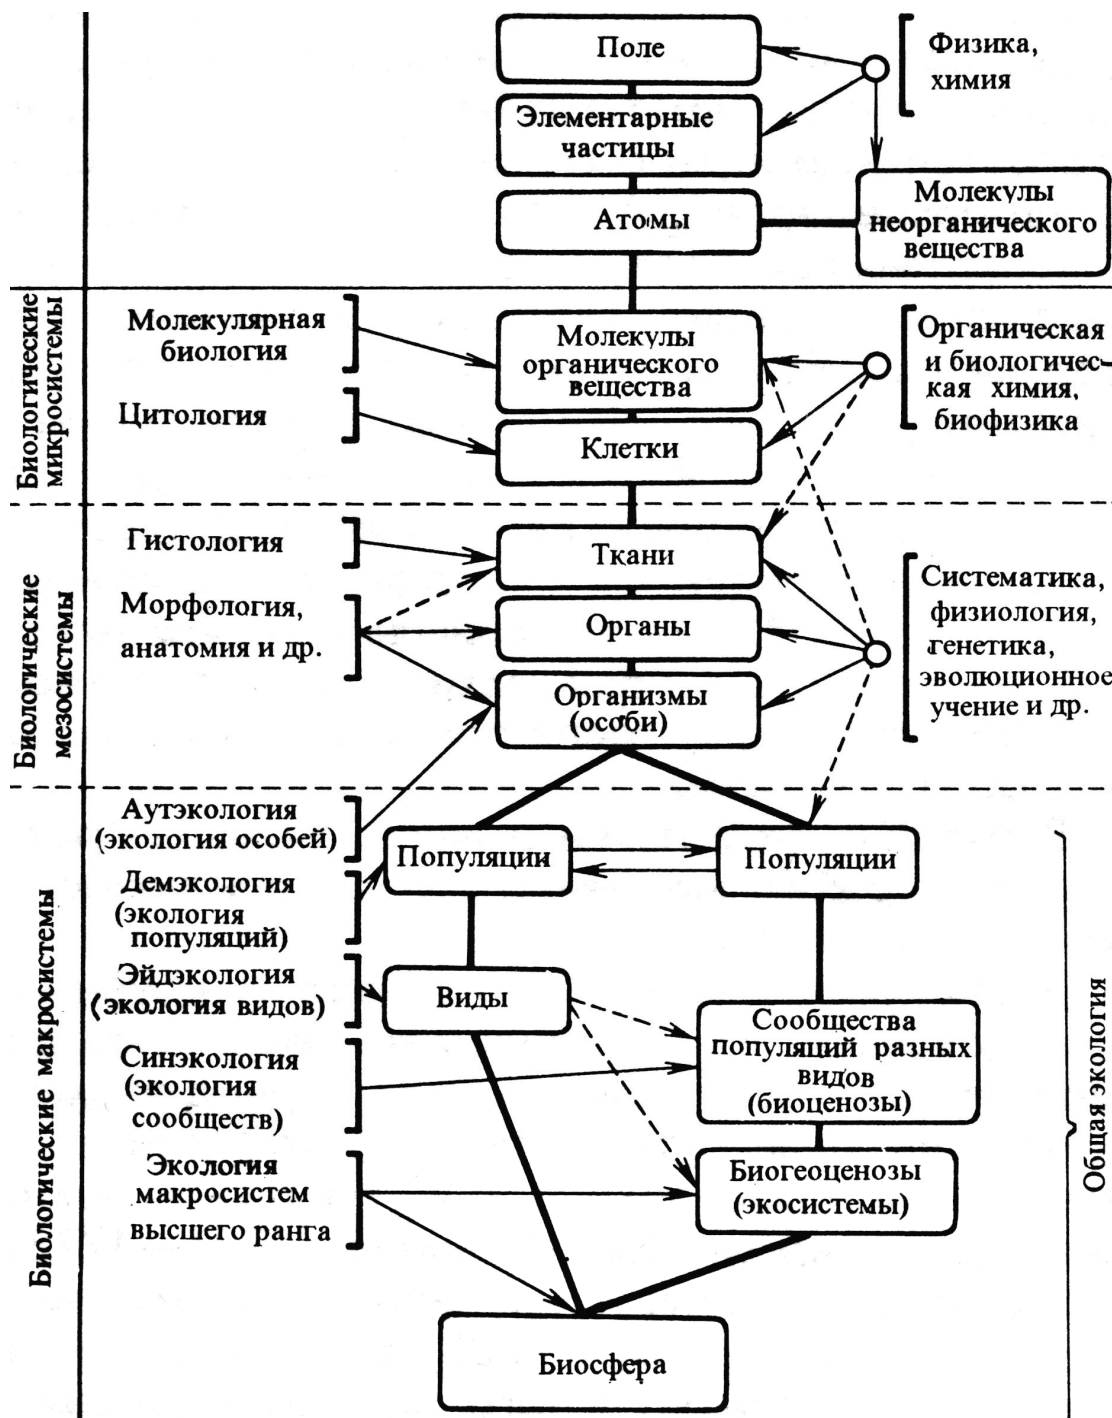 Поле
Физика,
химия
Элементарные
частицы
Атомы
Молекулы
неорганического
вещества
Биологические
микросистемы
Молекулярная
биология
Молекулы
органического
вещества
Органическая
и биологичес-
кая химия,
биофизика
Цитология
Клетки
Биологические
мезосистемы
Гистология
Ткани
Морфология,
анатомия и др.
Органы
Организмы
(особи)
Систематика,
физиология,
генетика,
эволюционное
учение и др.
Биологические макросистемы
Аутэкология
(экология особей)
Популяции
Популяции
Демэкология
(экология
популяций)
Эйдэкология
(экология видов)
Виды
Синэкология
(экология
сообществ)
Сообщества
популяций разных
видов
(биоценозы)
Экология
макросистем
высшего ранга
Биогеоценозы
(экосистемы)
Биосфера
Общая экология